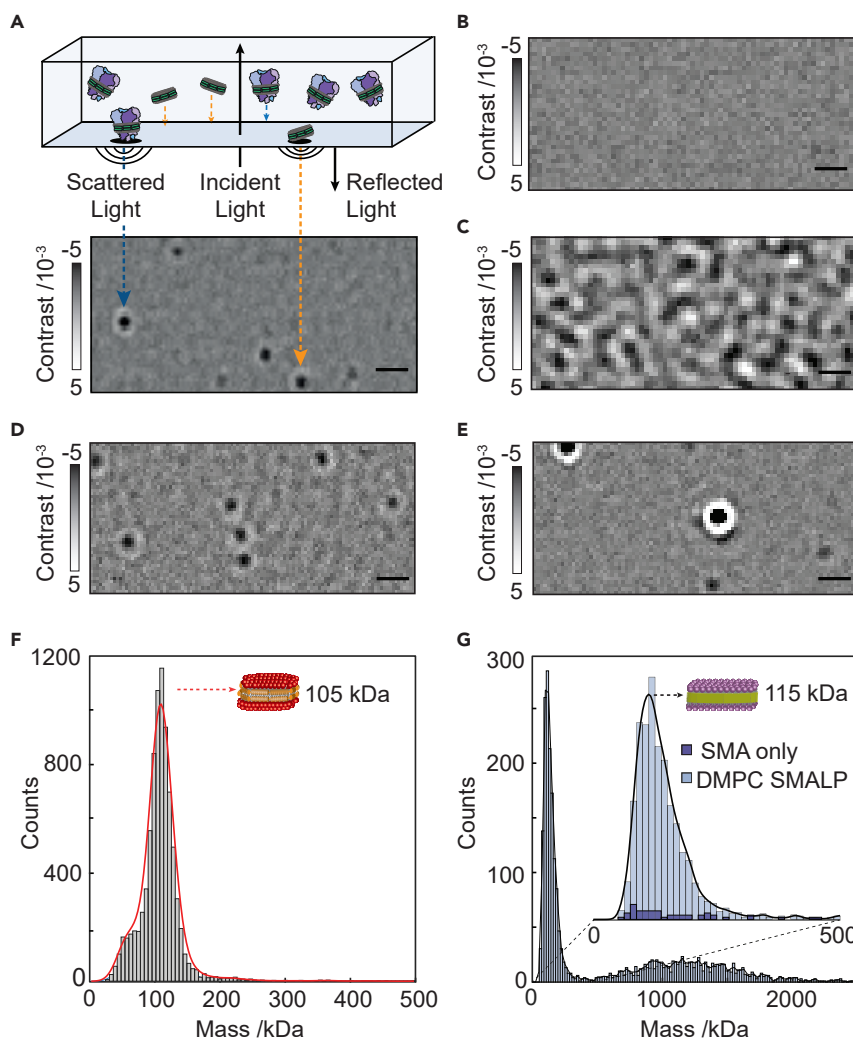 A
Scattered Light
Incident Light
Reflected Light
Contrast /10⁻³
-5
5
B
Contrast /10⁻³
-5
5
C
Contrast /10⁻³
-5
5
D
Contrast /10⁻³
-5
5
E
Contrast /10⁻³
-5
5
F
1200
800
400
0
Counts
105 kDa
0 100 300 500
Mass /kDa
G
300
200
100
0
Counts
115 kDa
SMA only
DMPC SMALP
0 500
0 1000 2000
Mass /kDa